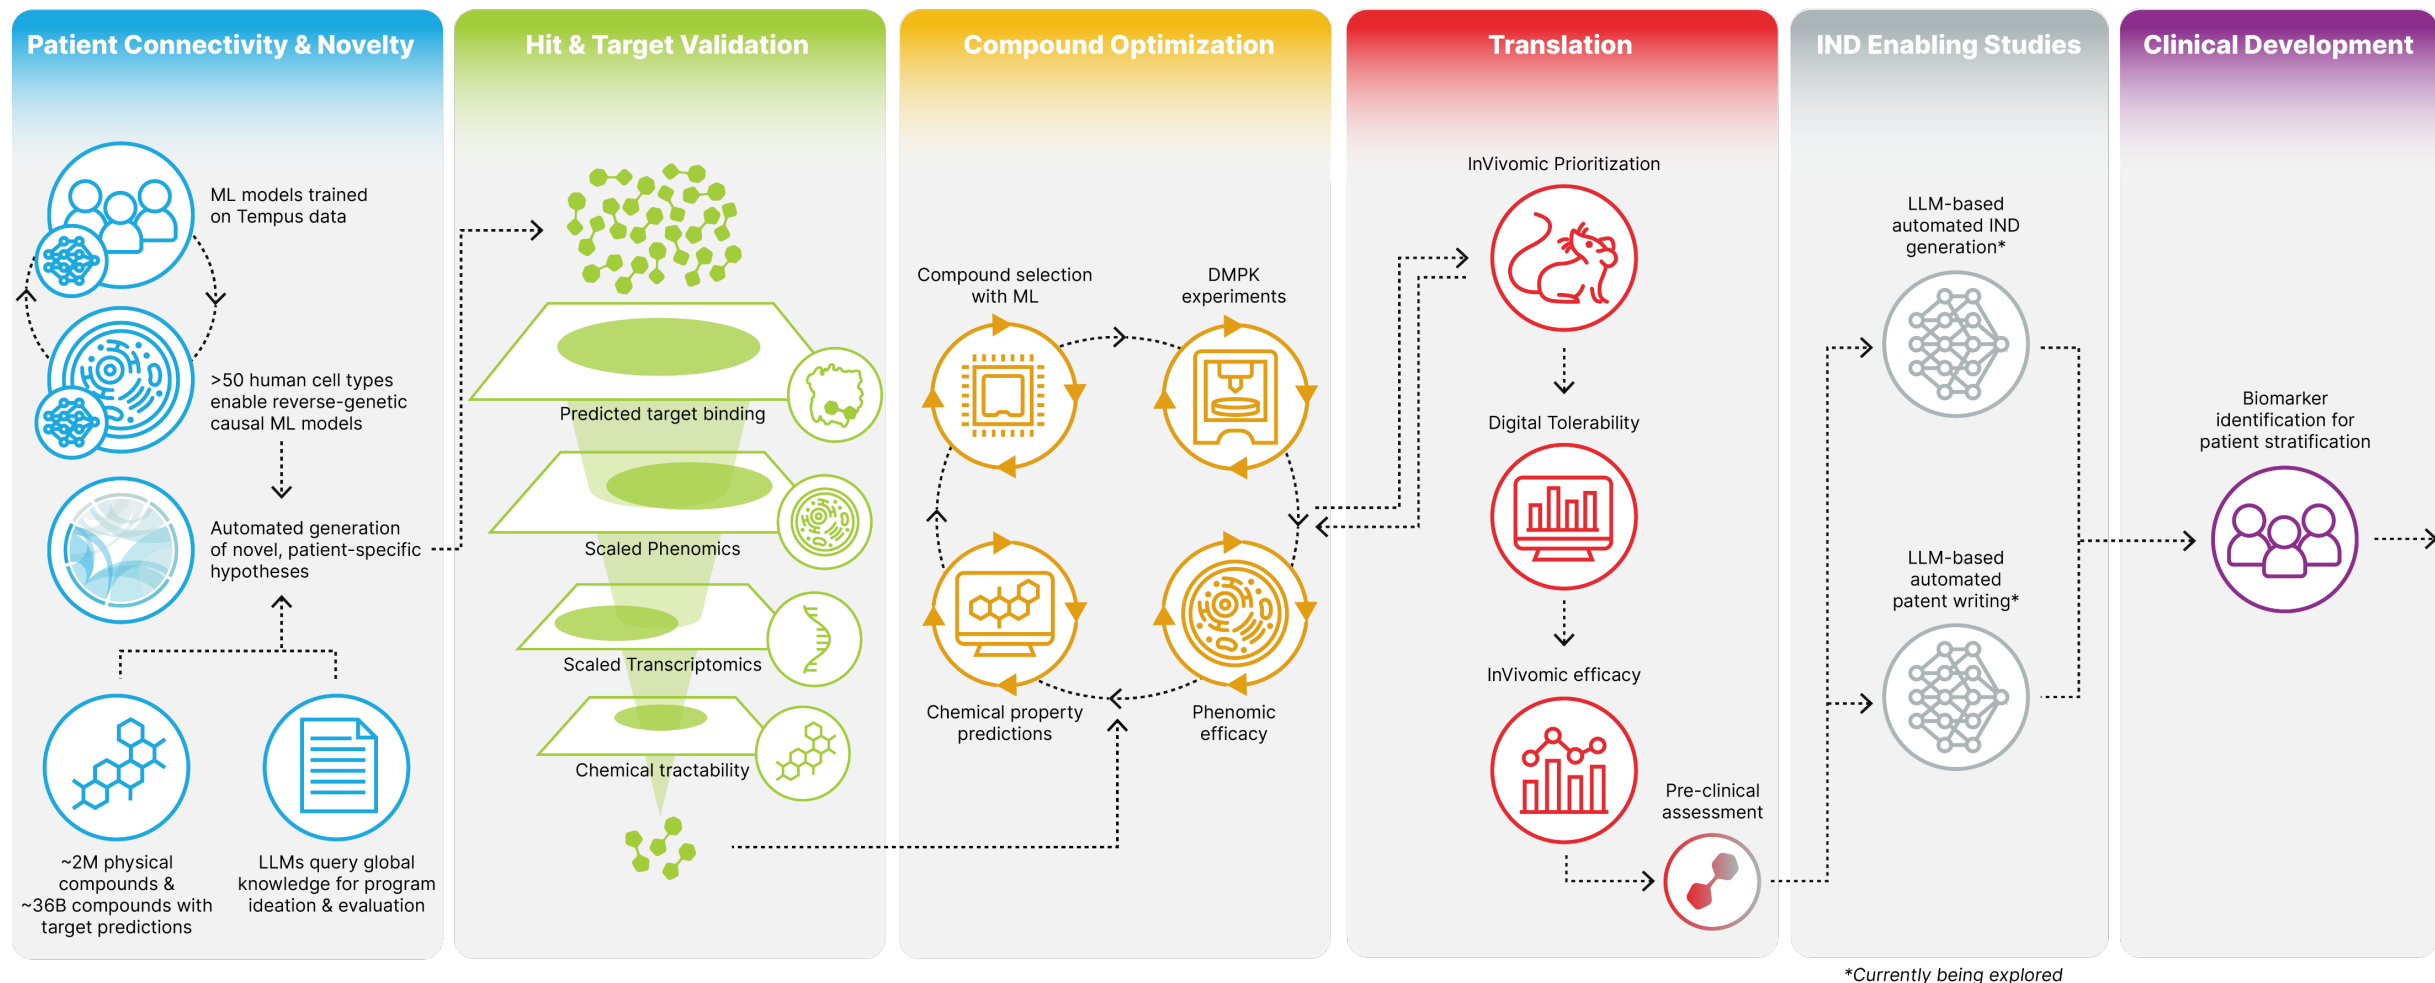 Patient Connectivity & Novelty
ML models trained
on Tempus data
>50 human cell types
enable reverse-genetic
causal ML models
Automated generation
of novel, patient-specific
hypotheses
~2M physical
compounds &
~36B compounds with
target predictions
LLMs query global
knowledge for program
ideation & evaluation
Hit & Target Validation
Predicted target binding
Scaled Phenomics
Scaled Transcriptomics
Chemical tractability
Compound Optimization
Compound selection
with ML
DMPK
experiments
Chemical property
predictions
Phenomic
efficacy
Translation
InVivomic Prioritization
Digital Tolerability
InVivomic efficacy
Pre-clinical
assessment
IND Enabling Studies
LLM-based
automated IND
generation*
LLM-based
automated
patent writing*
Clinical Development
Biomarker
identification for
patient stratification
*Currently being explored